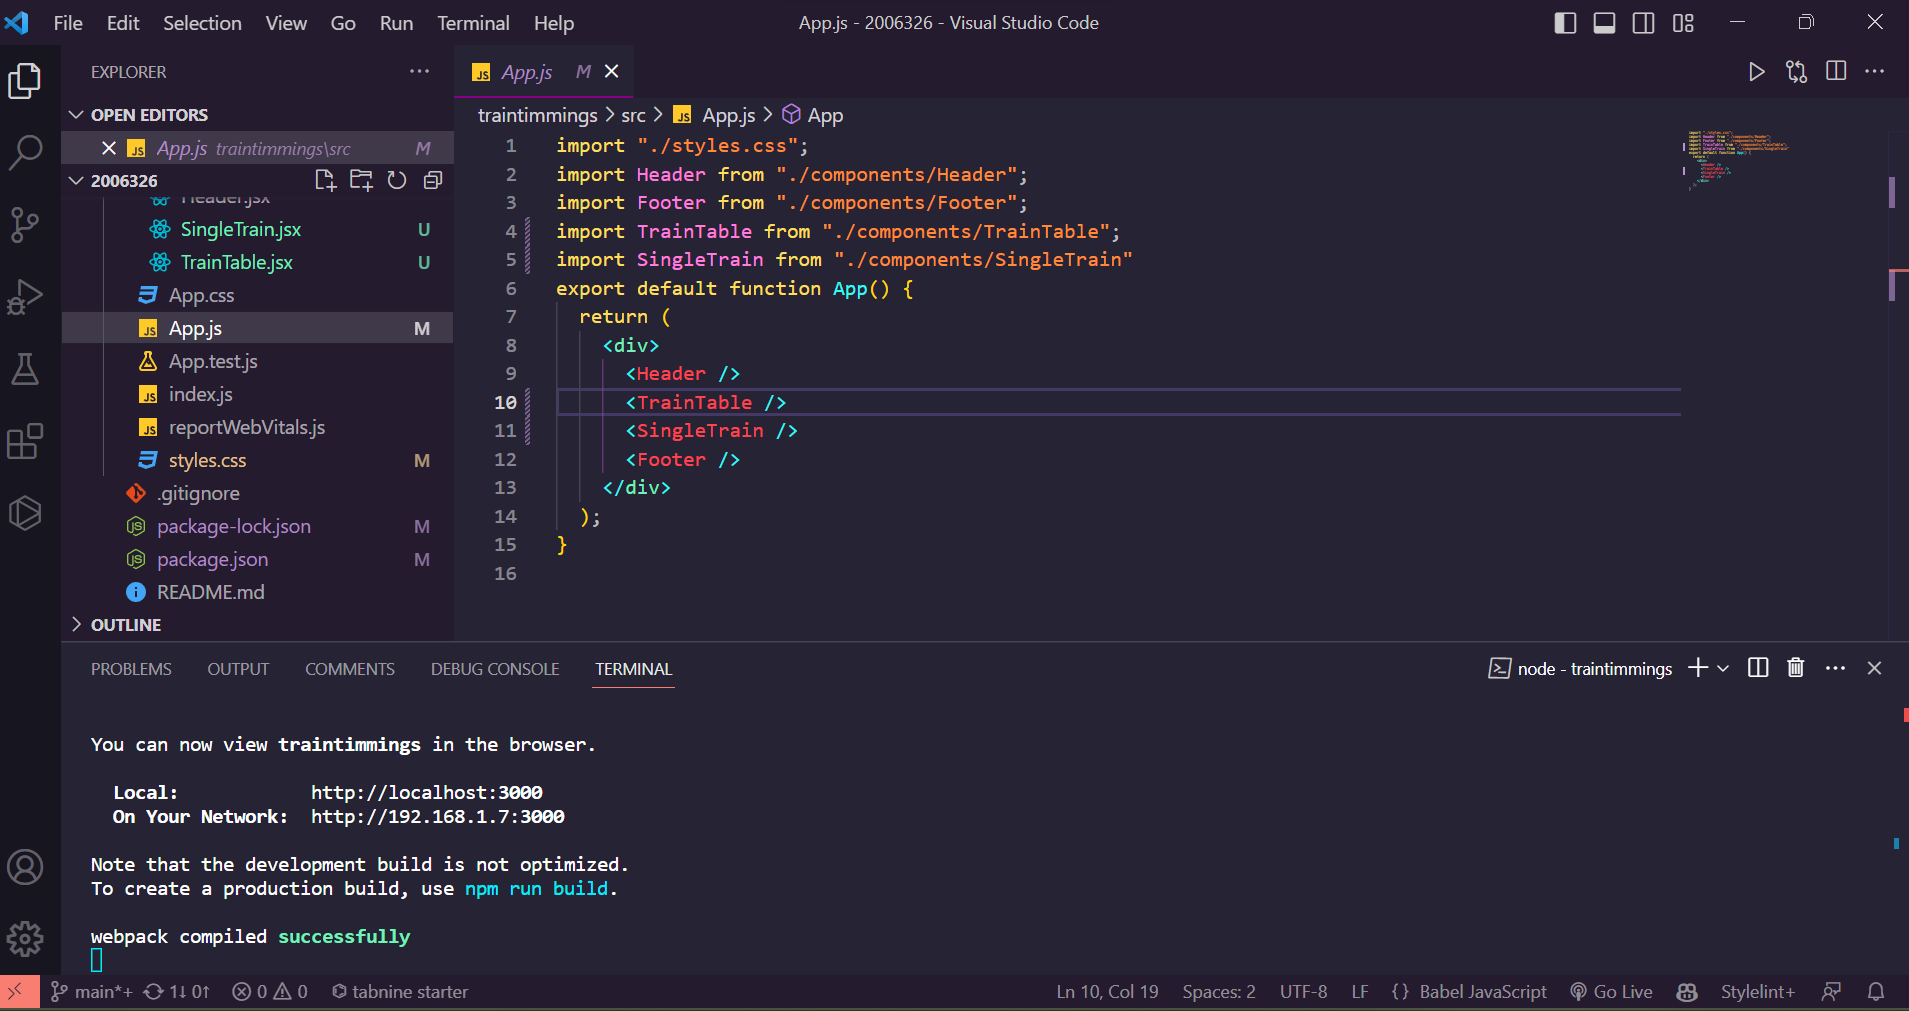 File Edit Selection View Go Run Terminal Help
App.js - 2006326 - Visual Studio Code
EXPLORER
OPEN EDITORS
App.js traintimmings\src M
2006326
Header.jsx
SingleTrain.jsx U
TrainTable.jsx U
App.css
App.js M
App.test.js
index.js
reportWebVitals.js
styles.css M
.gitignore
package-lock.json M
package.json M
README.md
OUTLINE
App.js M
traintimmings > src > App.js > App
1 import "./styles.css";
2 import Header from "./components/Header";
3 import Footer from "./components/Footer";
4 import TrainTable from "./components/TrainTable";
5 import SingleTrain from "./components/SingleTrain"
6 export default function App() {
7 return (
8 <div>
9 <Header />
10 <TrainTable />
11 <SingleTrain />
12 <Footer />
13 </div>
14 );
15 }
16
PROBLEMS OUTPUT COMMENTS DEBUG CONSOLE TERMINAL
node - traintimmings
You can now view traintimmings in the browser.
Local: http://localhost:3000
On Your Network: http://192.168.1.7:3000
Note that the development build is not optimized.
To create a production build, use npm run build.
webpack compiled successfully
main*+ 1↓ 0↑ 0 0 tabnine starter
Ln 10, Col 19 Spaces: 2 UTF-8 LF {} Babel JavaScript Go Live Stylelint+